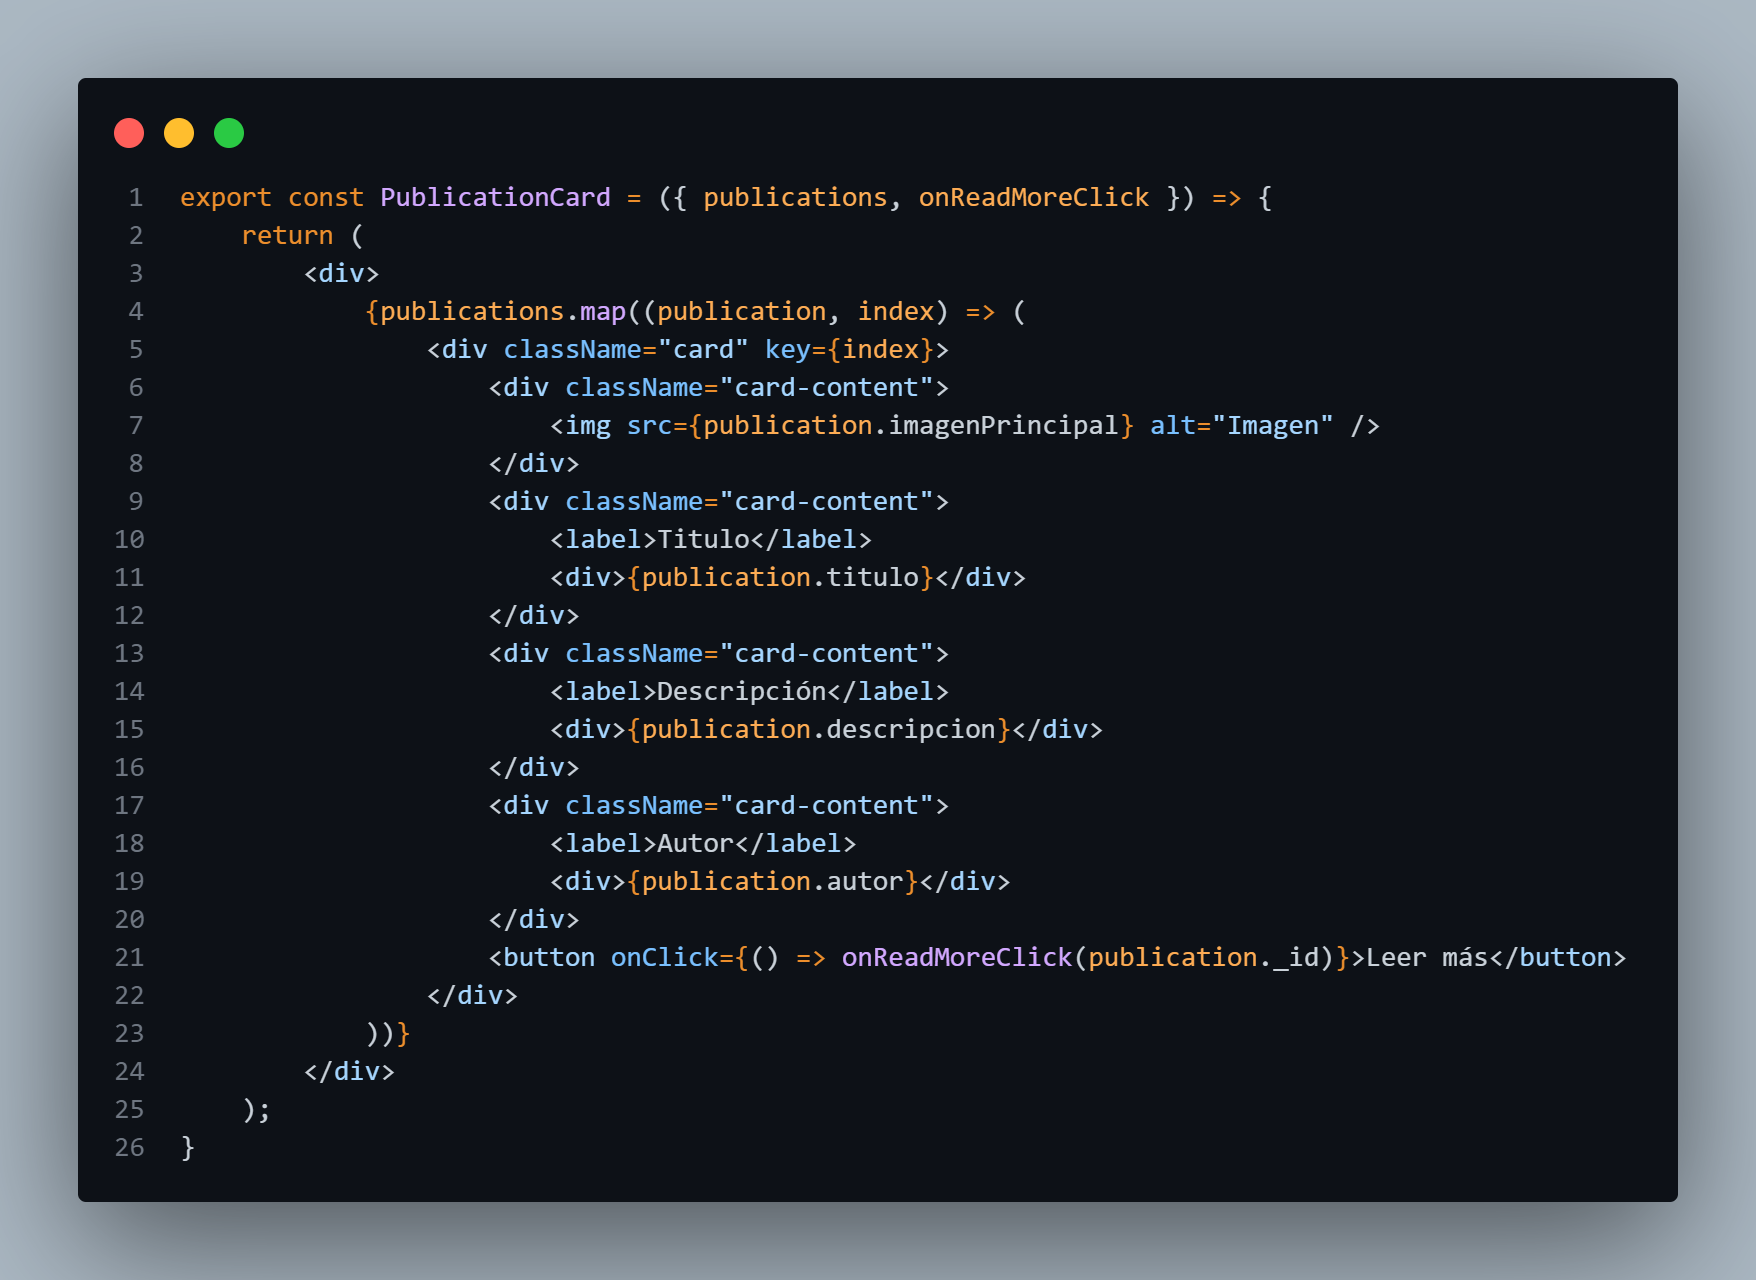 1 export const PublicationCard = ({ publications, onReadMoreClick }) => {
2     return (
3         <div>
4             {publications.map((publication, index) => (
5                 <div className="card" key={index}>
6                     <div className="card-content">
7                         <img src={publication.imagenPrincipal} alt="Imagen" />
8                     </div>
9                     <div className="card-content">
10                         <label>Titulo</label>
11                         <div>{publication.titulo}</div>
12                     </div>
13                     <div className="card-content">
14                         <label>Descripción</label>
15                         <div>{publication.descripcion}</div>
16                     </div>
17                     <div className="card-content">
18                         <label>Autor</label>
19                         <div>{publication.autor}</div>
20                     </div>
21                     <button onClick={() => onReadMoreClick(publication._id)}>Leer más</button>
22                 </div>
23             ))}
24         </div>
25     );
26 }